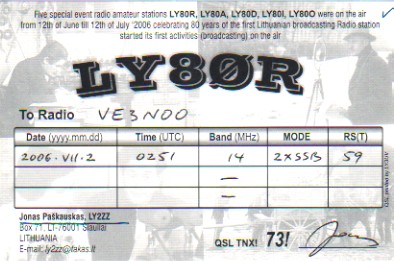 Five special event radio amateur stations LY80R, LY80A, LY80D, LY80I, LY80O were on the air
from 12th of June till 12th of July '2006 celebrating 80 years of the first Lithuanian broadcasting Radio station
started its first activities (broadcasting) on the air
LY8ØR
To Radio VE3NOO
Date (yyyy.mm.dd) Time (UTC) Band (MHz) MODE RS(T)
2006-VII-2 0251 14 2XSSB 59
—
—
Jonas Paškauskas, LY2ZZ
Box 71, LT-76001 Siauliai
LITHUANIA
E-mail: ly2zz@takas.lt
QSL TNX! 73!